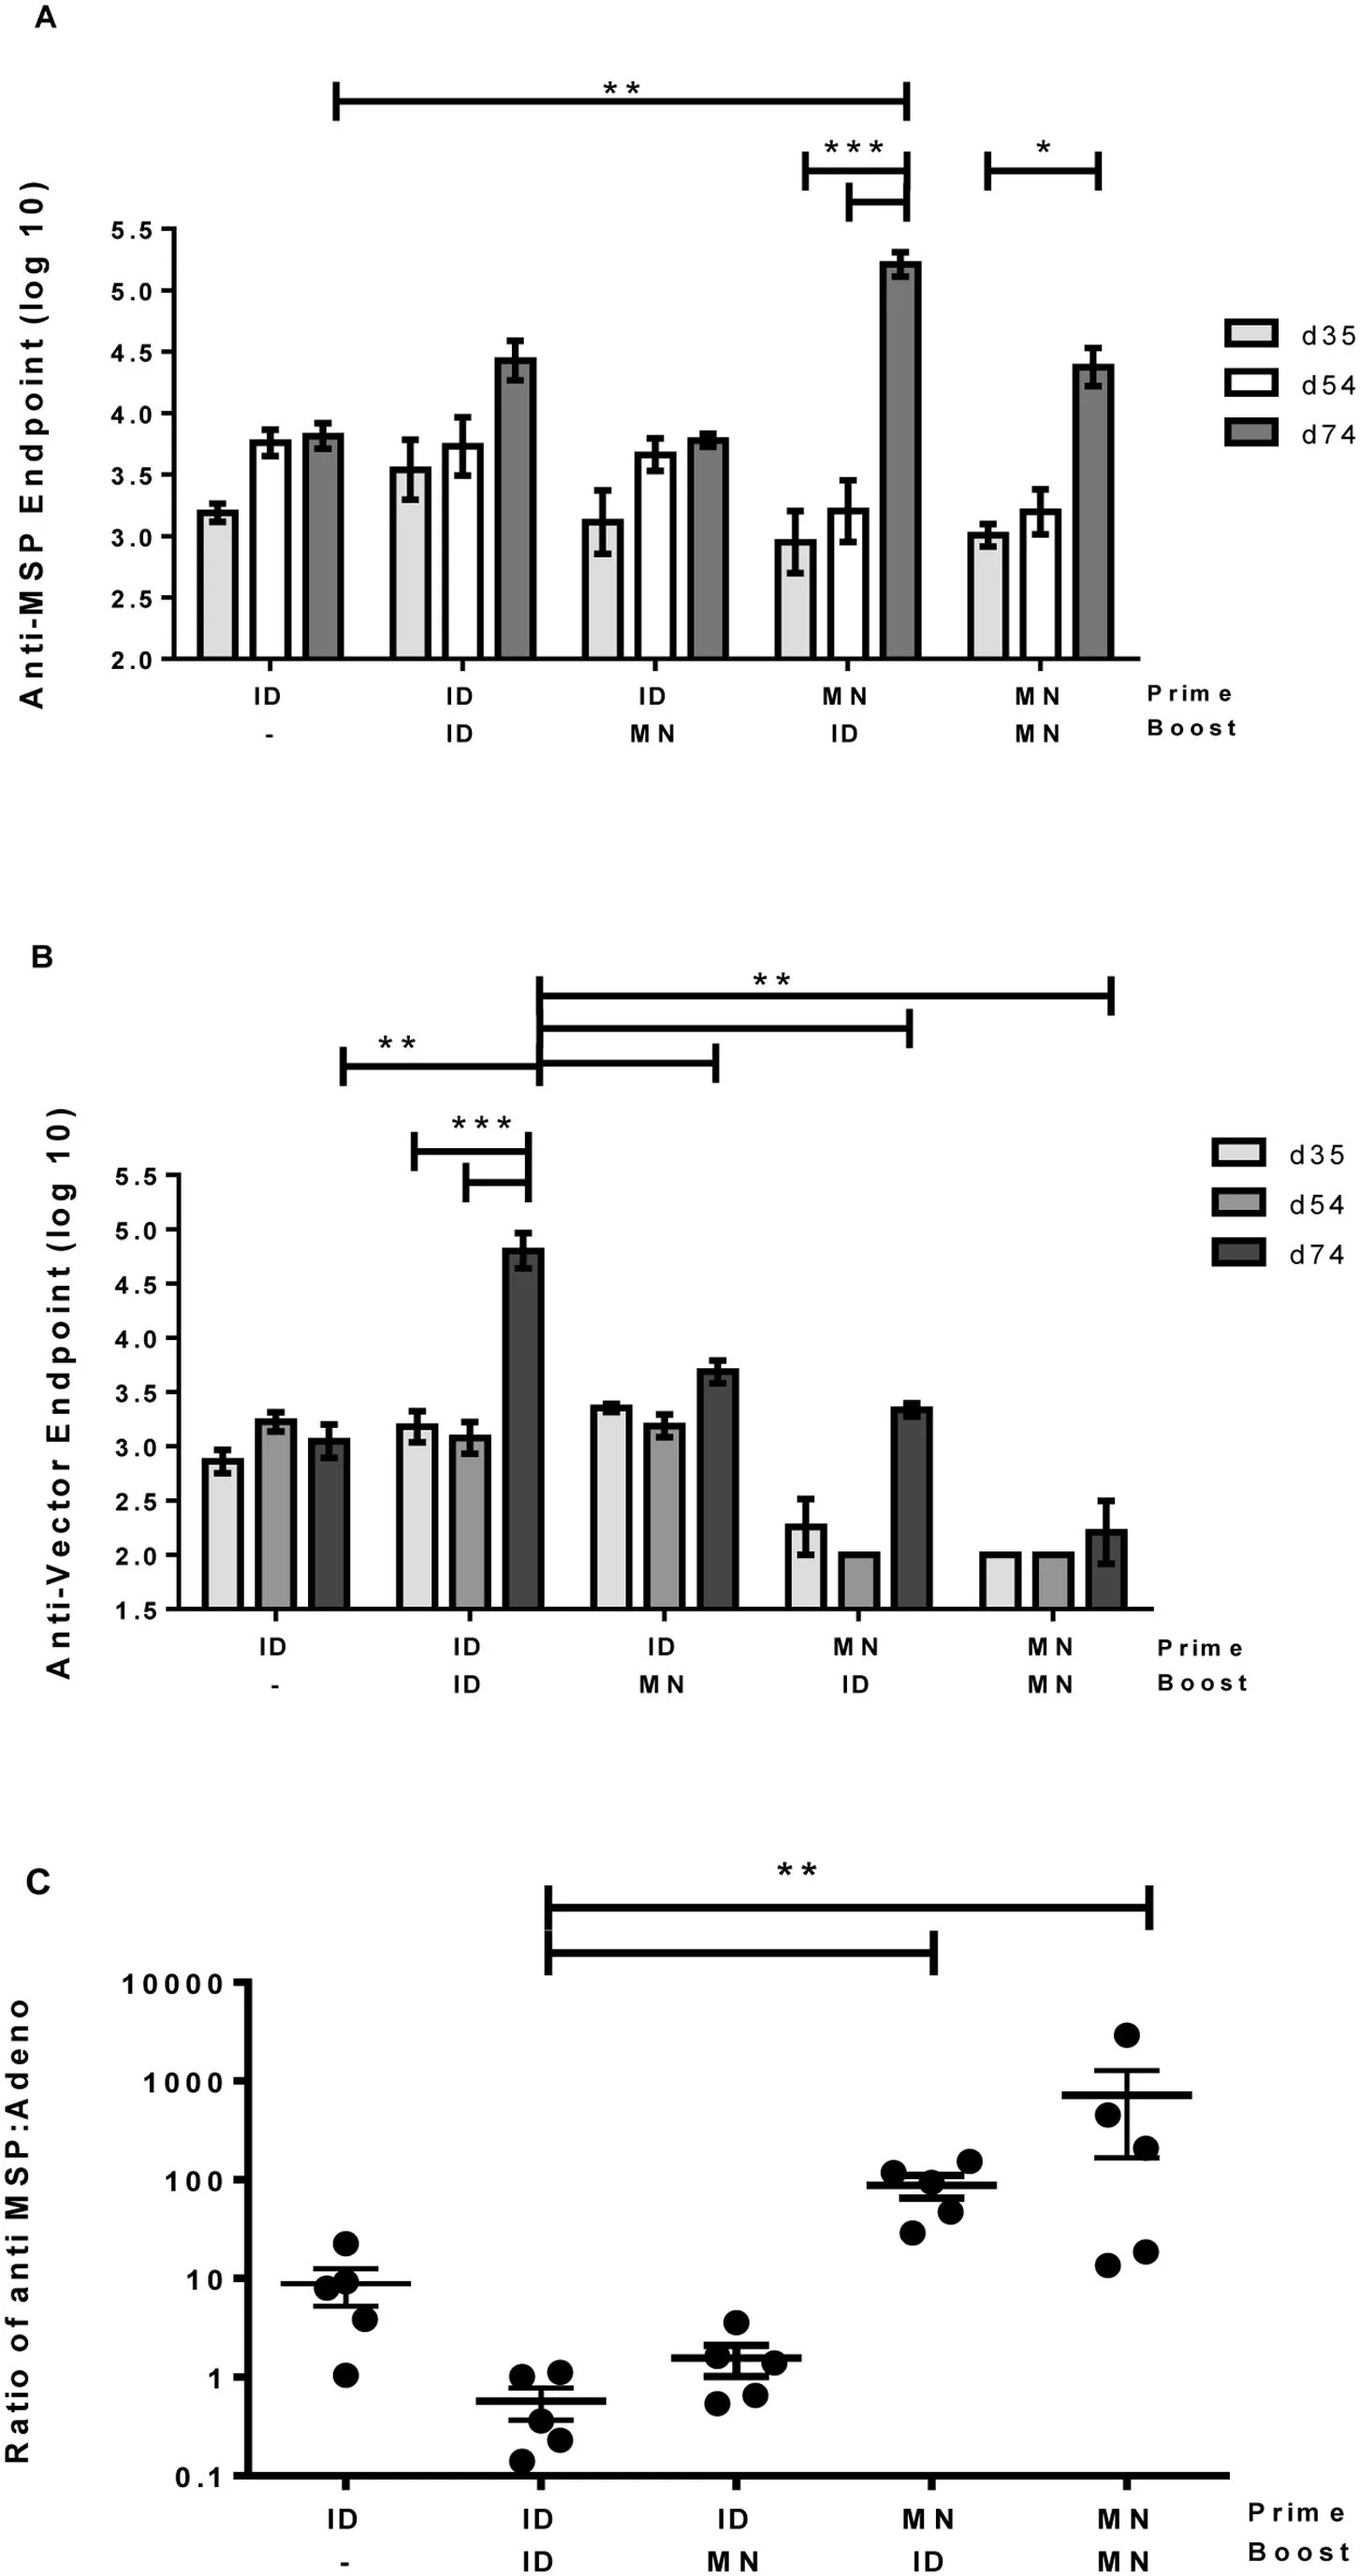 A
**
***
*
Anti-MSP Endpoint (log 10)
5.5
5.0
4.5
4.0
3.5
3.0
2.5
2.0
d35
d54
d74
ID ID ID MN MN Prime
- ID MN ID MN Boost
B
**
**
***
Anti-Vector Endpoint (log 10)
5.5
5.0
4.5
4.0
3.5
3.0
2.5
2.0
1.5
d35
d54
d74
ID ID ID MN MN Prime
- ID MN ID MN Boost
C
**
Ratio of anti MSP:Adeno
10000
1000
100
10
1
0.1
ID ID ID MN MN Prime
- ID MN ID MN Boost